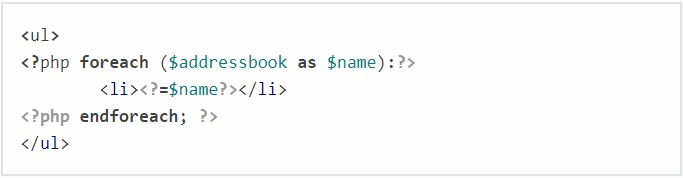 <ul>
<?php foreach ($addressbook as $name):?>
<li><?=$name?></li>
<?php endforeach; ?>
</ul>